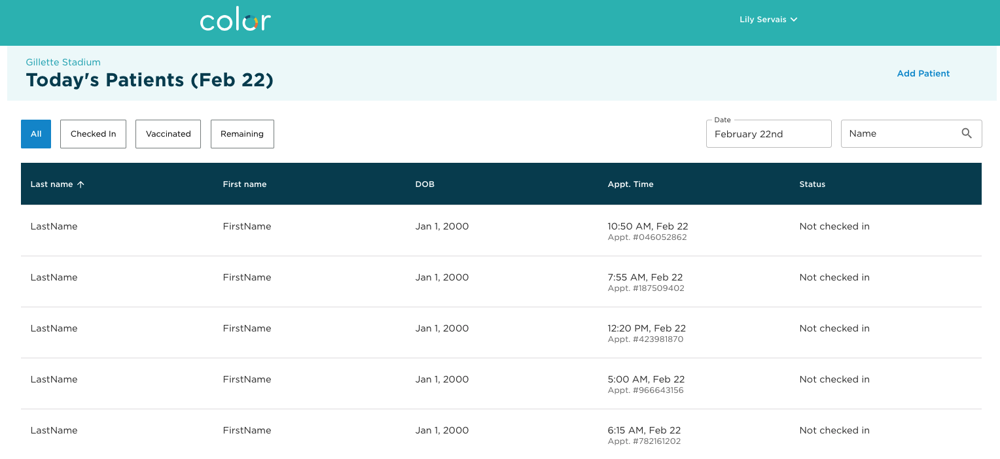 color
Lily Servais
Gillette Stadium
Today's Patients (Feb 22)
Add Patient
All Checked In Vaccinated Remaining
Date
February 22nd
Name
Last name First name DOB Appt. Time Status
LastName FirstName Jan 1, 2000 10:50 AM, Feb 22 Not checked in
Appt. #046052862
LastName FirstName Jan 1, 2000 7:55 AM, Feb 22 Not checked in
Appt. #187509402
LastName FirstName Jan 1, 2000 12:20 PM, Feb 22 Not checked in
Appt. #423981870
LastName FirstName Jan 1, 2000 5:00 AM, Feb 22 Not checked in
Appt. #966643156
LastName FirstName Jan 1, 2000 6:15 AM, Feb 22 Not checked in
Appt. #782161202